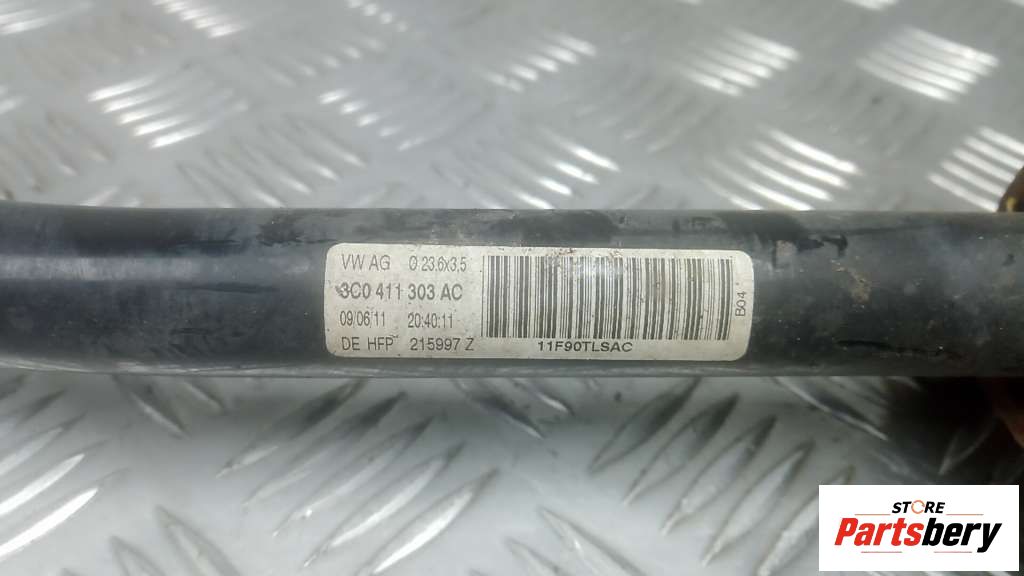 VW AG O 23.6x3.5
3C0 411 303 AC
09/06/11 20:40:11
DE HFP 215997 Z
11F90TLSAC
B04
STORE
Partsbery